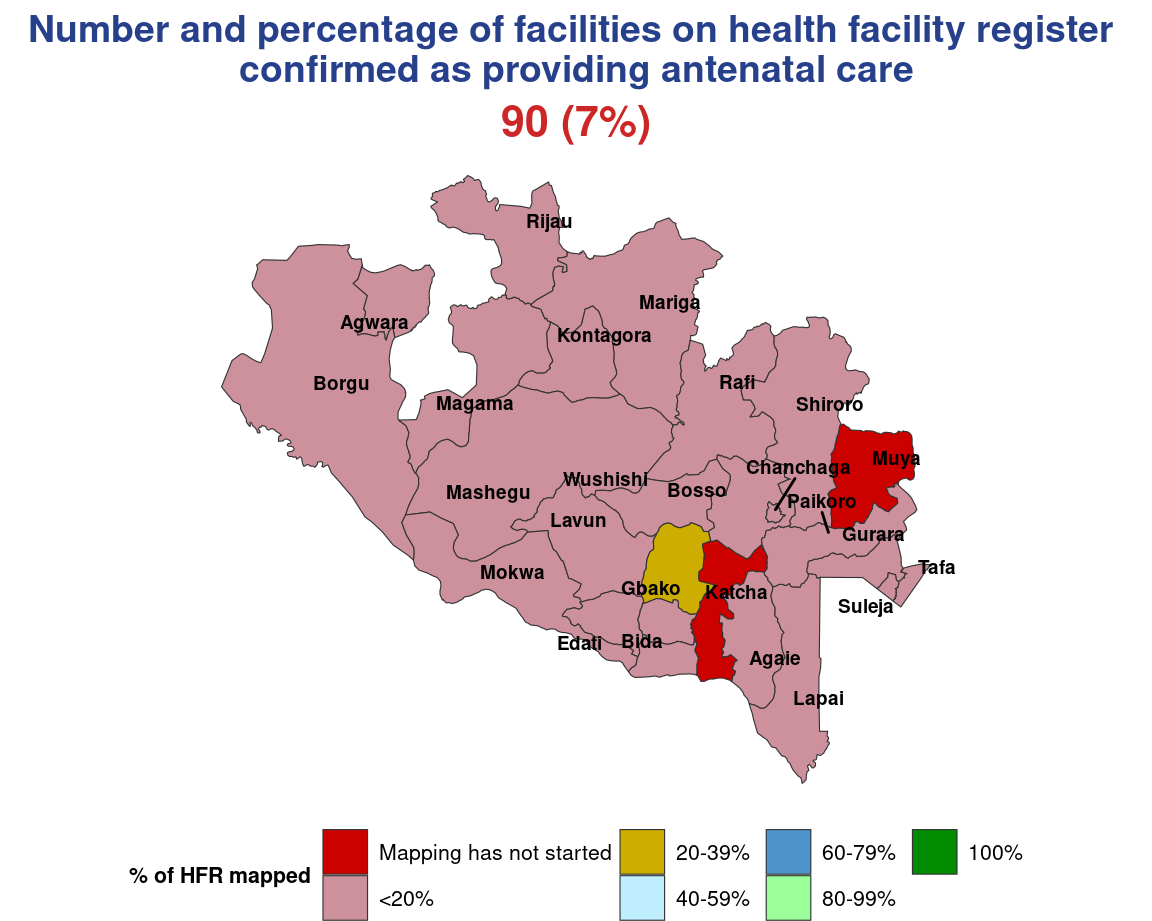 Number and percentage of facilities on health facility register
confirmed as providing antenatal care
90 (7%)
Rijau
Mariga
Agwara
Kontagora
Borgu
Rafi
Magama
Shiroro
Muya
Chanchaga
Wushishi
Mashegu
Bosso
Paikoro
Lavun
Gurara
Mokwa
Tafa
Gbako
Katcha
Suleja
Edati
Bida
Agaie
Lapai
% of HFR mapped
Mapping has not started
<20%
20-39%
40-59%
60-79%
80-99%
100%